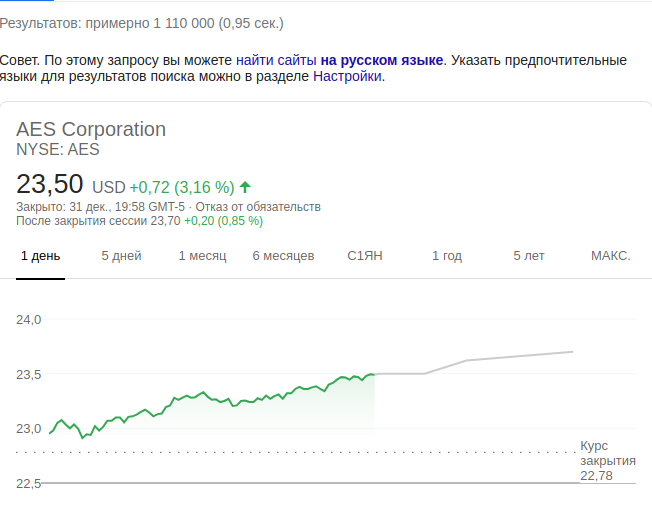 Результатов: примерно 1 110 000 (0,95 сек.)
Совет. По этому запросу вы можете найти сайты на русском языке. Указать предпочтительные
языки для результатов поиска можно в разделе Настройки.
AES Corporation
NYSE: AES
23,50 USD +0,72 (3,16 %)
Закрыто: 31 дек., 19:58 GMT-5 · Отказ от обязательств
После закрытия сессии 23,70 +0,20 (0,85 %)
1 день 5 дней 1 месяц 6 месяцев С1ЯН 1 год 5 лет МАКС.
24,0
23,5
23,0
Курс
закрытия
22,78
22,5